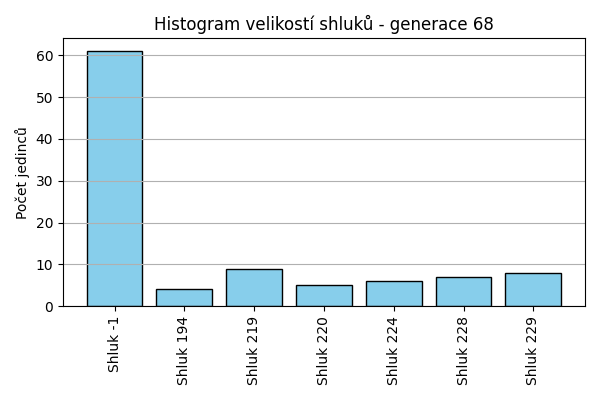 Histogram velikostí shluků - generace 68
Počet jedinců
60
50
40
30
20
10
0
Shluk -1
Shluk 194
Shluk 219
Shluk 220
Shluk 224
Shluk 228
Shluk 229